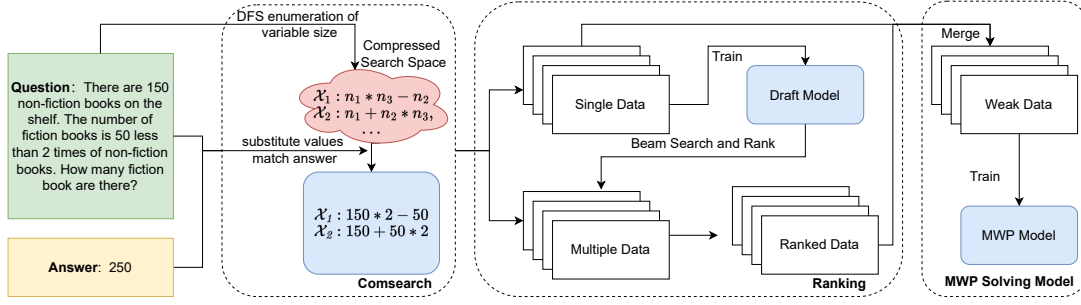 DFS enumeration of
variable size
Compressed
Search Space
Question: There are 150
non-fiction books on the
shelf. The number of
fiction books is 50 less
than 2 times of non-fiction
books. How many fiction
book are there?
Answer: 250
𝒳₁ : n₁ * n₃ − n₂
𝒳₂ : n₁ + n₂ * n₃,
...
substitute values
match answer
𝒳₁ : 150 * 2 − 50
𝒳₂ : 150 + 50 * 2
Comsearch
Single Data
Train
Draft Model
Beam Search and Rank
Multiple Data
Ranked Data
Ranking
Merge
Weak Data
Train
MWP Model
MWP Solving Model